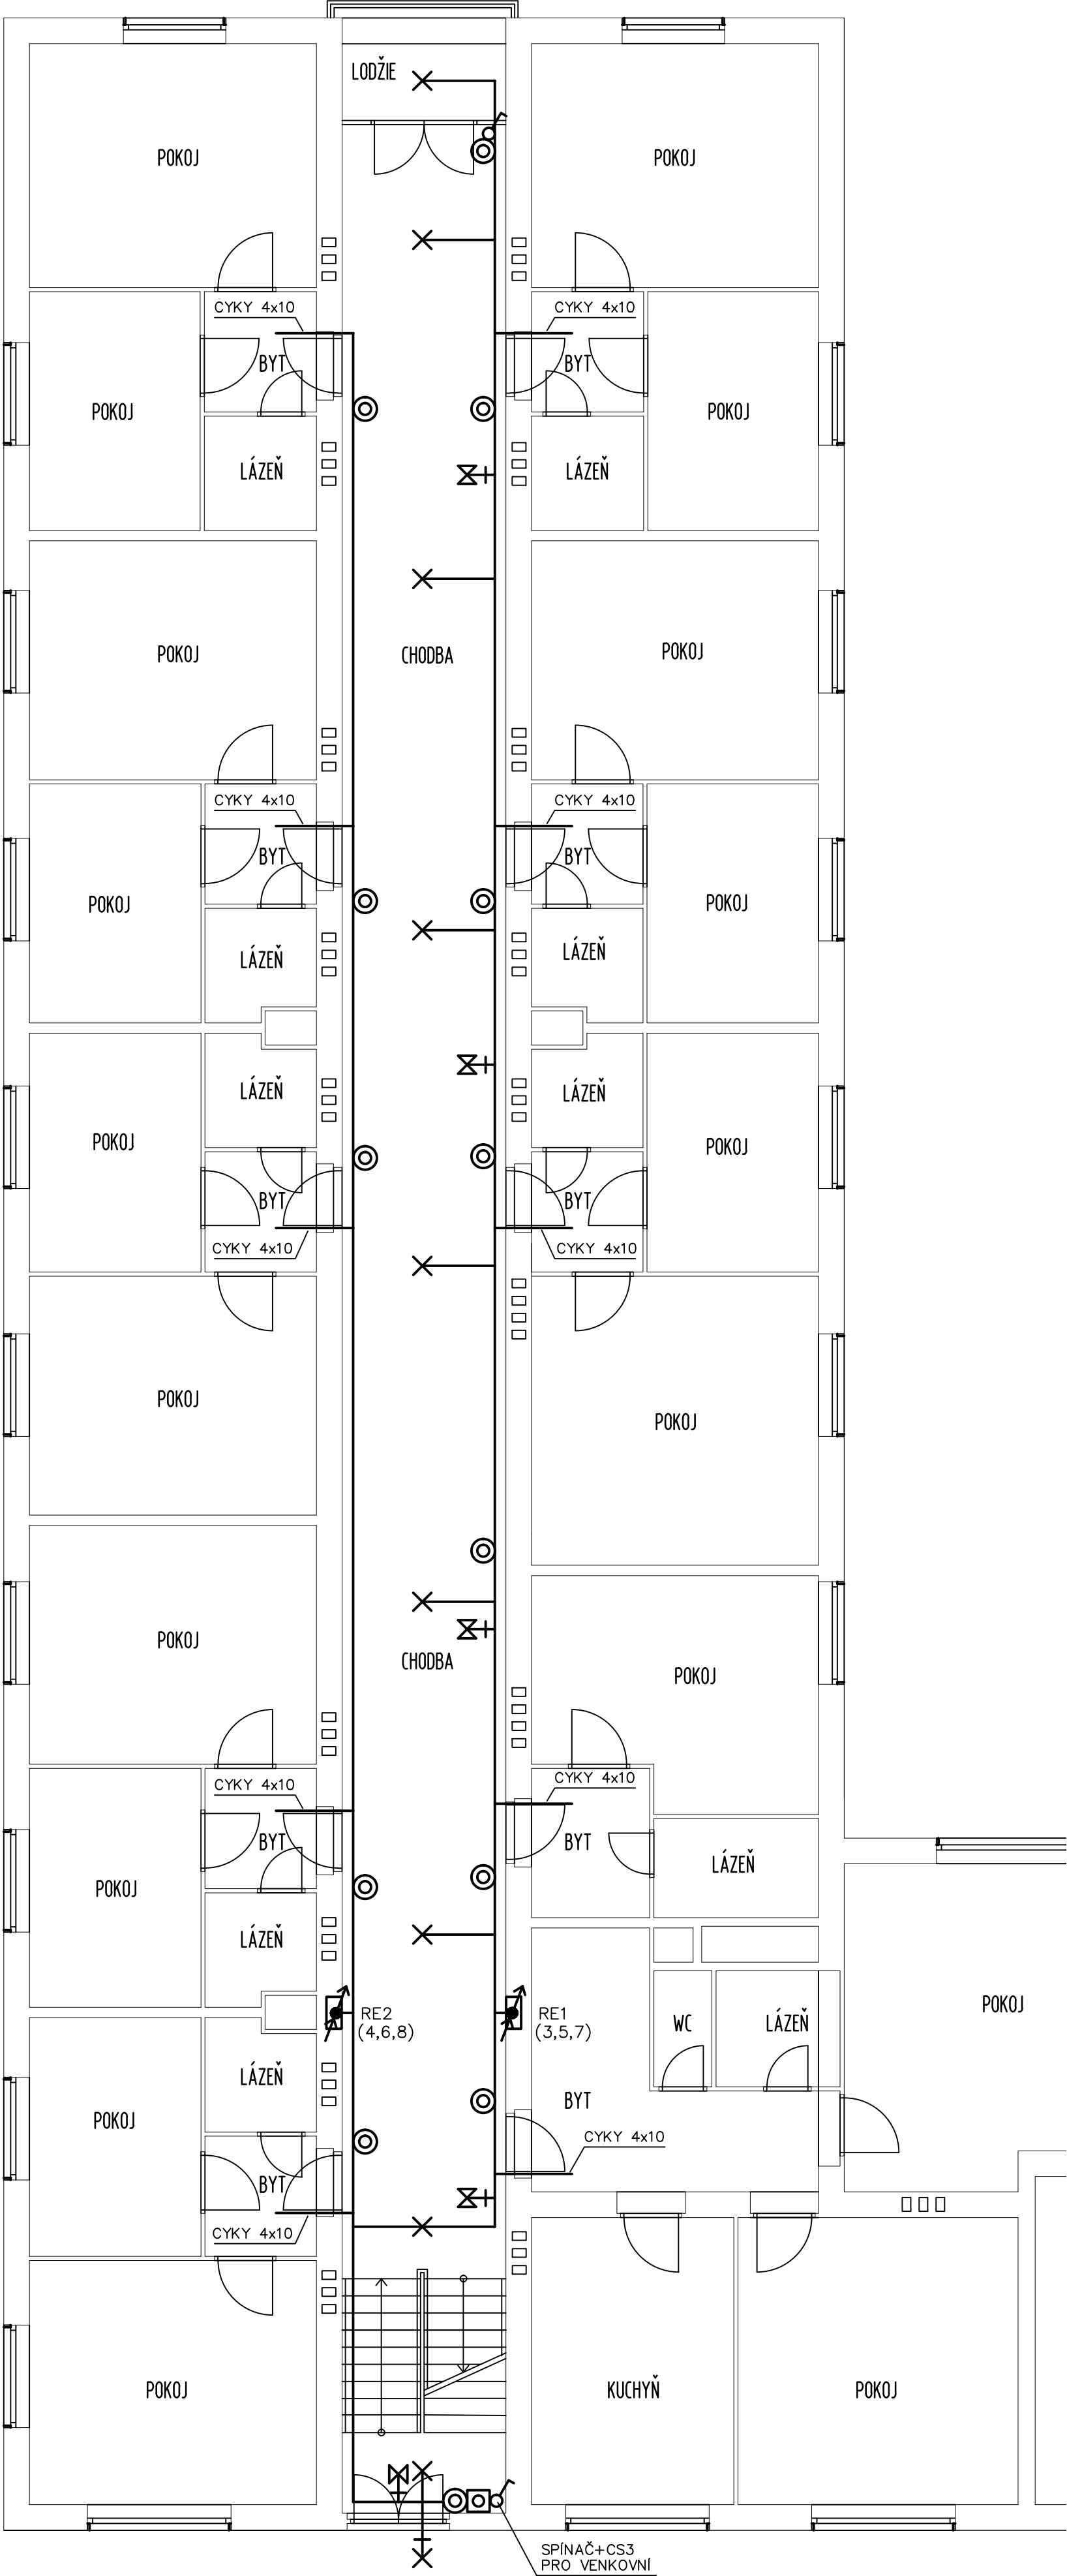 LODŽIE
POKOJ
POKOJ
CYKY 4x10
CYKY 4x10
BYT
BYT
POKOJ
POKOJ
LÁZEŇ
LÁZEŇ
POKOJ
CHODBA
POKOJ
CYKY 4x10
CYKY 4x10
BYT
BYT
POKOJ
POKOJ
LÁZEŇ
LÁZEŇ
LÁZEŇ
LÁZEŇ
POKOJ
POKOJ
BYT
BYT
CYKY 4x10
CYKY 4x10
POKOJ
POKOJ
POKOJ
CHODBA
POKOJ
CYKY 4x10
CYKY 4x10
BYT
BYT
LÁZEŇ
POKOJ
LÁZEŇ
POKOJ
RE2
(4,6,8)
RE1
(3,5,7)
WC
LÁZEŇ
LÁZEŇ
BYT
POKOJ
CYKY 4x10
BYT
CYKY 4x10
POKOJ
KUCHYŇ
POKOJ
SPÍNAČ+CS3
PRO VENKOVNÍ